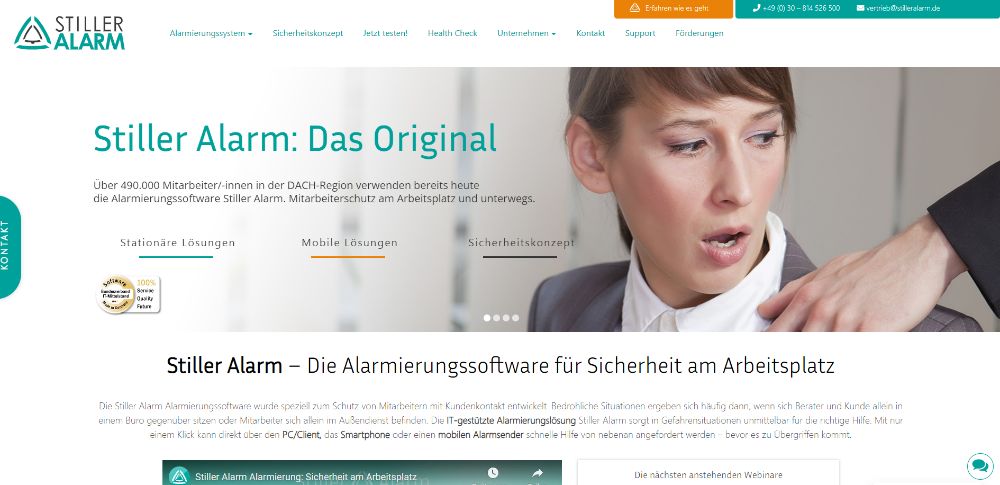 Erfahren wie es geht
+49 (0) 30 – 814 526 500
vertrieb@stilleralarm.de
STILLER
ALARM
Alarmierungssystem
Sicherheitskonzept
Jetzt testen!
Health Check
Unternehmen
Kontakt
Support
Förderungen
Stiller Alarm: Das Original
Über 490.000 Mitarbeiter/-innen in der DACH-Region verwenden bereits heute
die Alarmierungssoftware Stiller Alarm. Mitarbeiterschutz am Arbeitsplatz und unterwegs.
KONTAKT
Stationäre Lösungen
Mobile Lösungen
Sicherheitskonzept
Software
Bundesverband
IT-Mittelstand
100%
Service
Quality
Future
Stiller Alarm – Die Alarmierungssoftware für Sicherheit am Arbeitsplatz
Die Stiller Alarm Alarmierungssoftware wurde speziell zum Schutz von Mitarbeitern mit Kundenkontakt entwickelt. Bedrohliche Situationen ergeben sich häufig dann, wenn sich Berater und Kunde allein in
einem Büro gegenüber sitzen oder Mitarbeiter sich allein im Außendienst befinden. Die IT-gestützte Alarmierungslösung Stiller Alarm sorgt in Gefahrensituationen unmittelbar für die richtige Hilfe. Mit nur
einem Klick kann direkt über den PC/Client, das Smartphone oder einen mobilen Alarmsender schnelle Hilfe von nebenan angefordert werden – bevor es zu Übergriffen kommt.
Stiller Alarm Alarmierung: Sicherheit am Arbeitsplatz
Die nächsten anstehenden Webinare